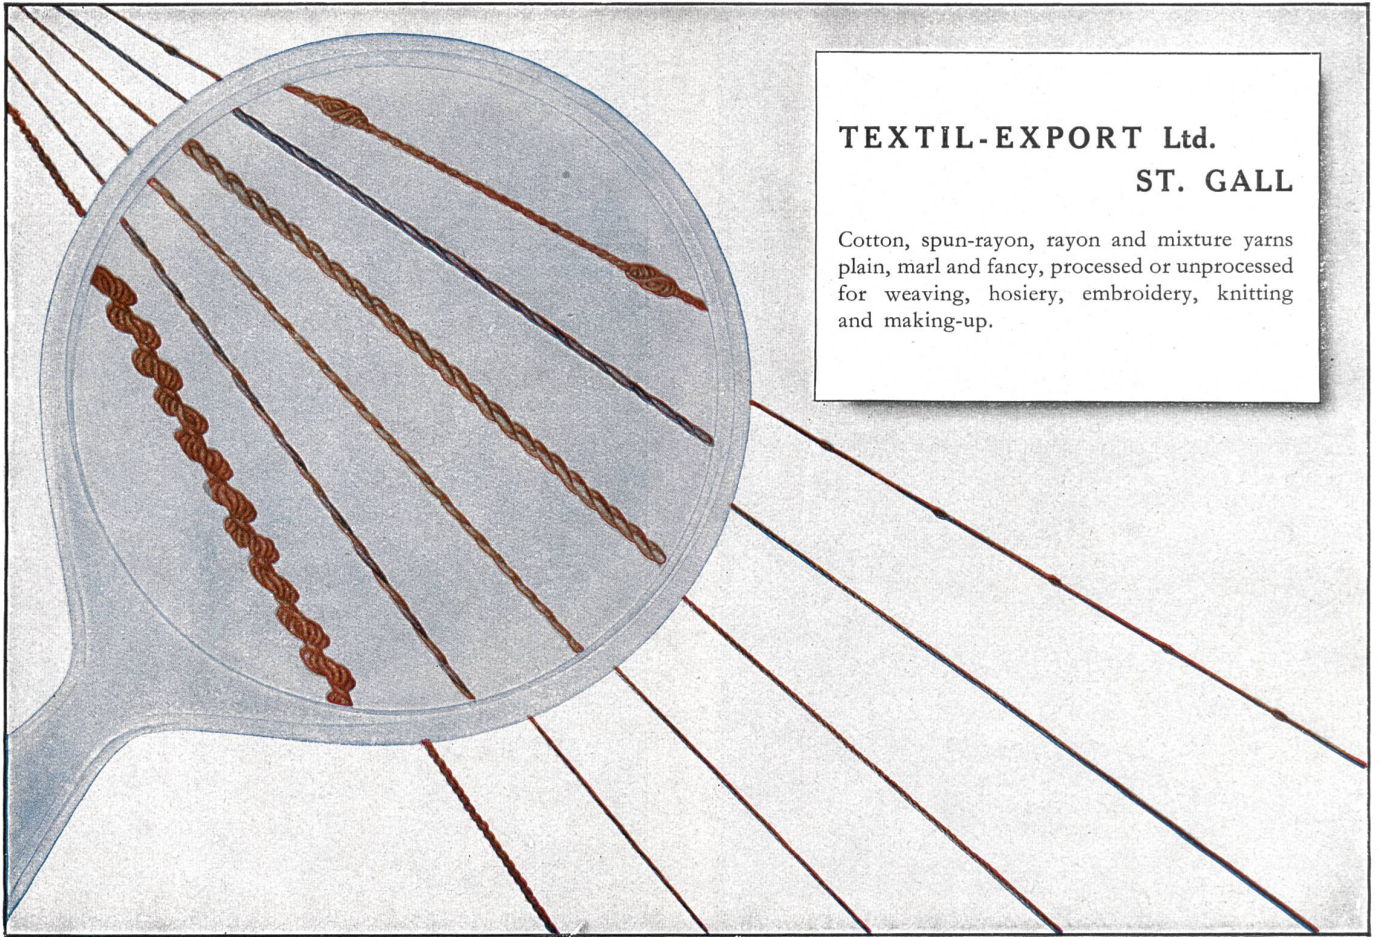 TEXTIL-EXPORT Ltd.
ST. GALL
Cotton, spun-rayon, rayon and mixture yarns
plain, marl and fancy, processed or unprocessed
for weaving, hosiery, embroidery, knitting
and making-up.